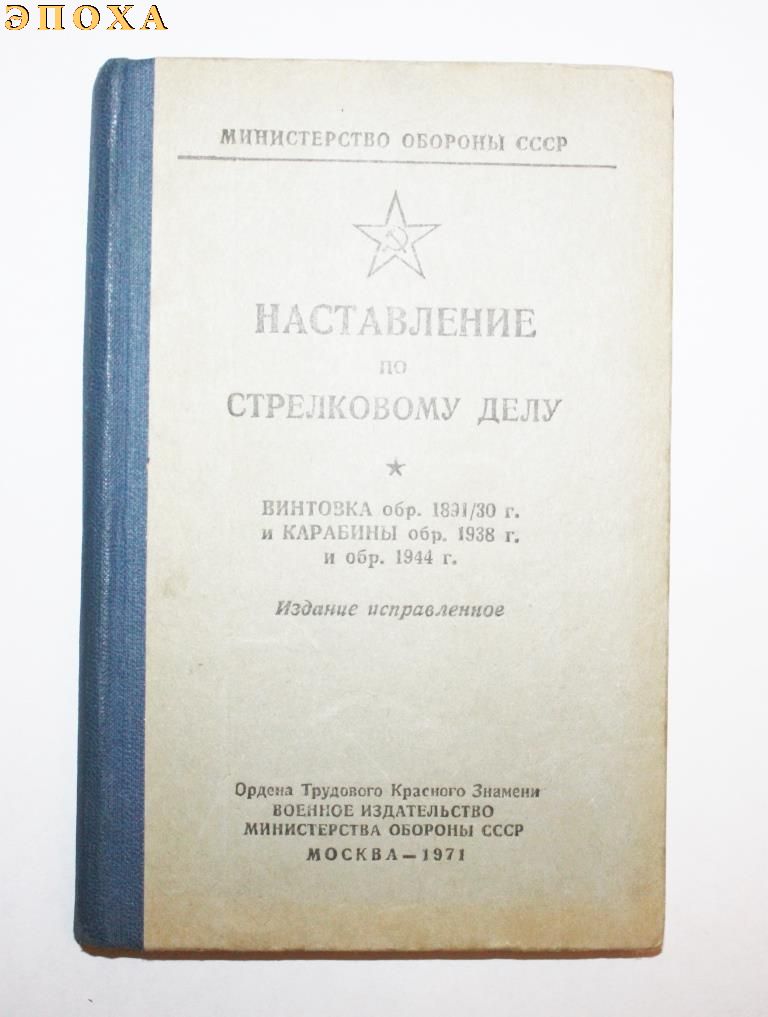 ЭПОХА
МИНИСТЕРСТВО ОБОРОНЫ СССР
НАСТАВЛЕНИЕ
ПО
СТРЕЛКОВОМУ ДЕЛУ
ВИНТОВКА обр. 1891/30 г.
и КАРАБИНЫ обр. 1938 г.
и обр. 1944 г.
Издание исправленное
Ордена Трудового Красного Знамени
ВОЕННОЕ ИЗДАТЕЛЬСТВО
МИНИСТЕРСТВА ОБОРОНЫ СССР
МОСКВА — 1971